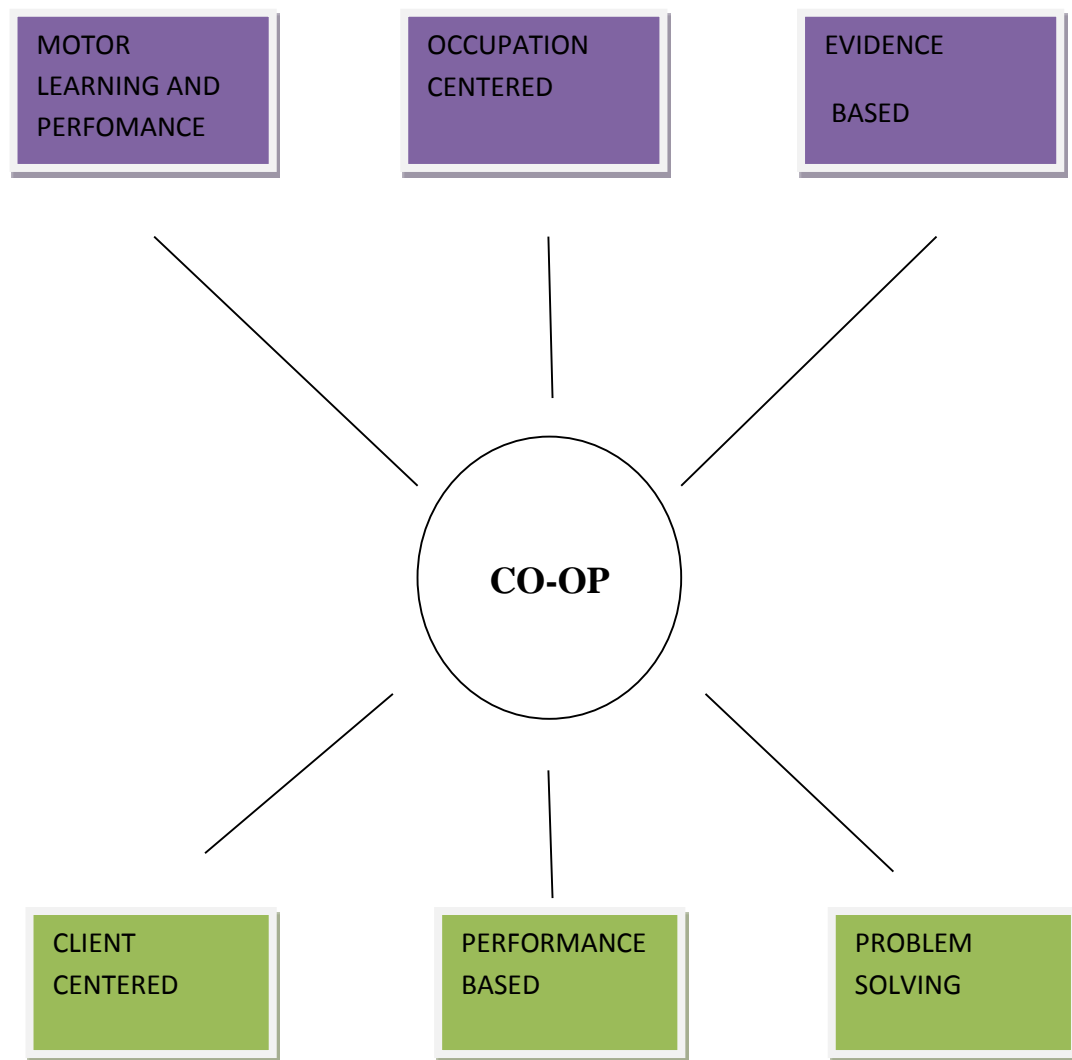 MOTOR
LEARNING AND
PERFOMANCE
OCCUPATION
CENTERED
EVIDENCE
BASED
CO-OP
CLIENT
CENTERED
PERFORMANCE
BASED
PROBLEM
SOLVING